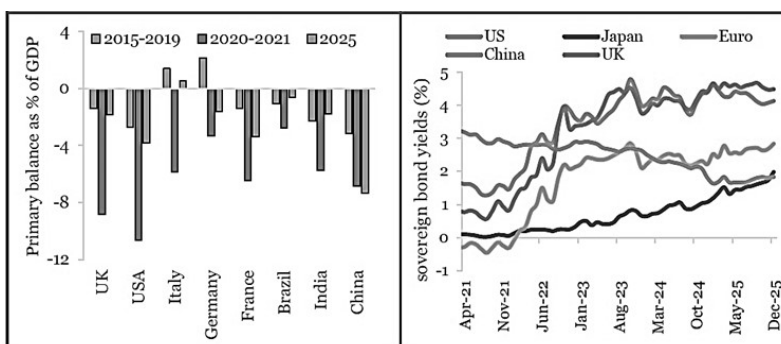 Primary balance as % of GDP
2015-2019 2020-2021 2025
4
0
-4
-8
-12
UK
USA
Italy
Germany
France
Brazil
India
China
sovereign bond yields (%)
US Japan Euro
China UK
5
4
3
2
1
0
-1
Apr-21
Nov-21
Jun-22
Jan-23
Aug-23
Mar-24
Oct-24
May-25
Dec-25